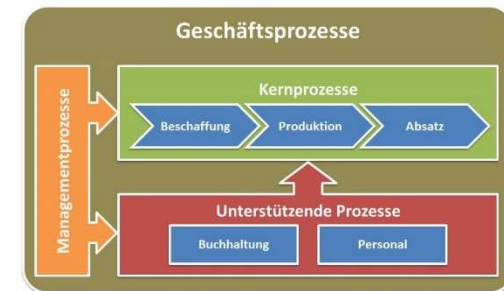 Geschäftsprozesse
Managementprozesse
Kernprozesse
Beschaffung
Produktion
Absatz
Unterstützende Prozesse
Buchhaltung
Personal